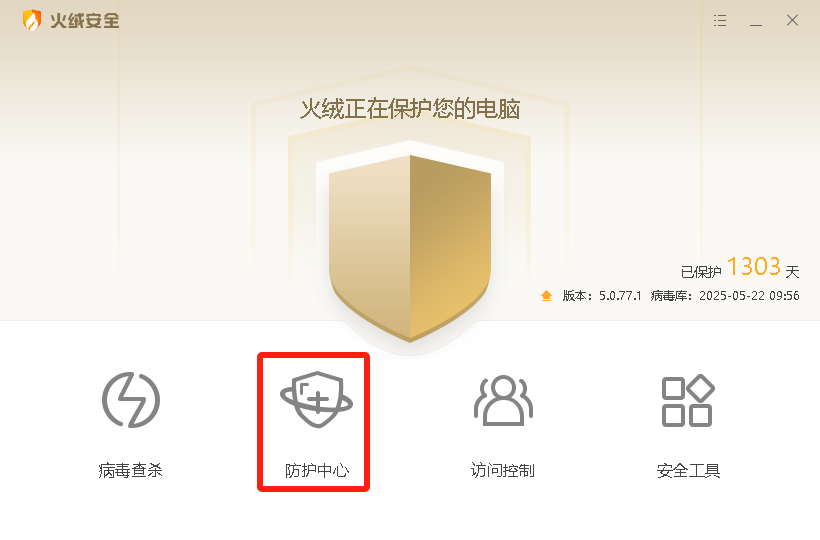 火绒安全
火绒正在保护您的电脑
已保护 1303 天
版本：5.0.77.1 病毒库：2025-05-22 09:56
病毒查杀 防护中心 访问控制 安全工具